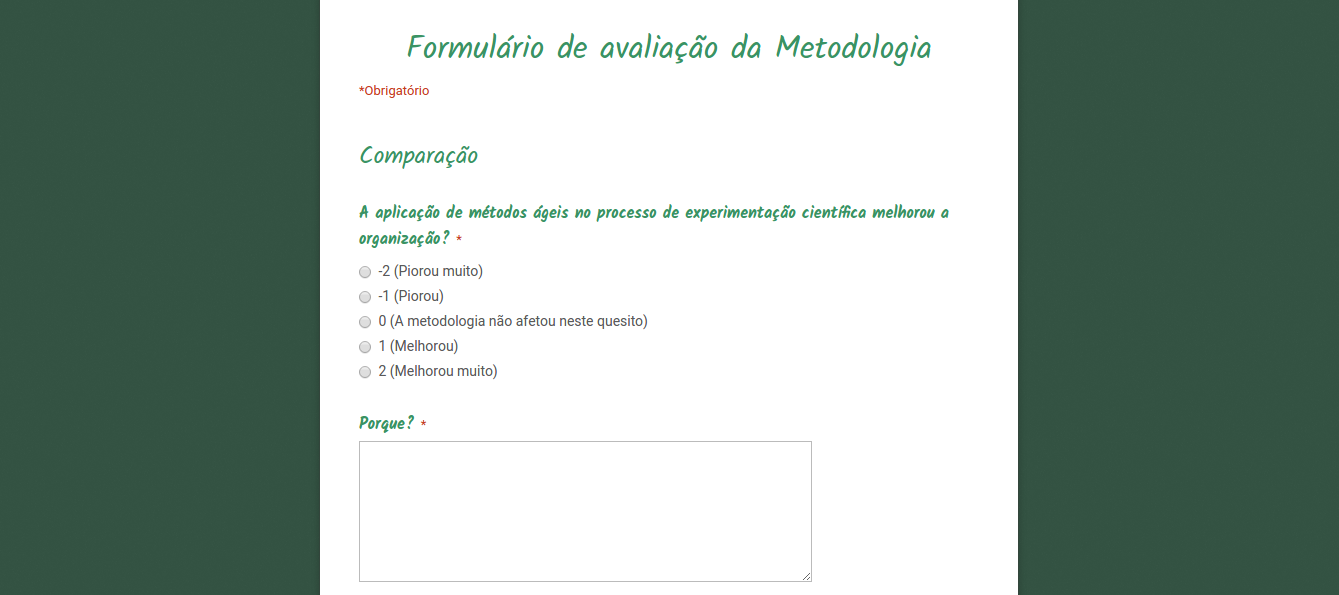 Formulário de avaliação da Metodologia
*Obrigatório
Comparação
A aplicação de métodos ágeis no processo de experimentação científica melhorou a
organização? *
-2 (Piorou muito)
-1 (Piorou)
0 (A metodologia não afetou neste quesito)
1 (Melhorou)
2 (Melhorou muito)
Porque? *